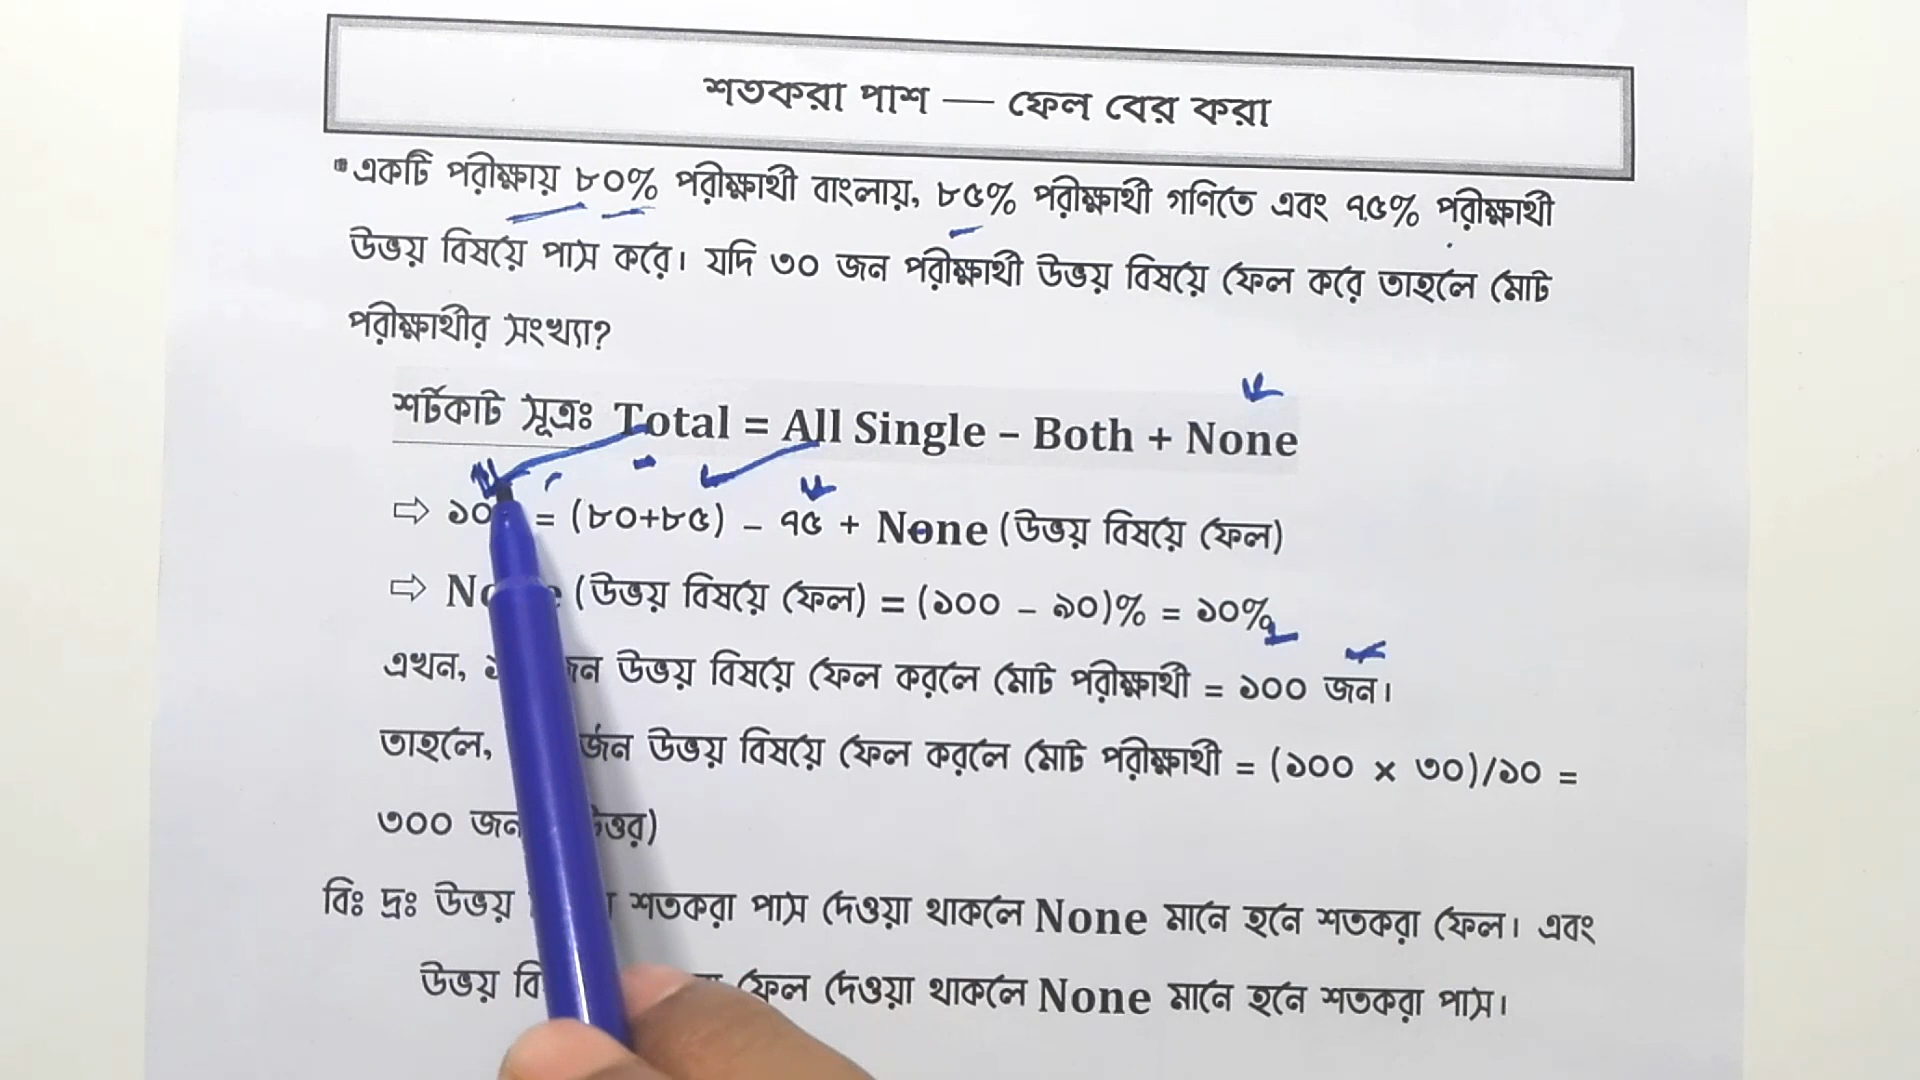 শতকরা পাশ — ফেল বের করা
একটি পরীক্ষায় ৮০% পরীক্ষার্থী বাংলায়, ৮৫% পরীক্ষার্থী গণিতে এবং ৭৫% পরীক্ষার্থী
উভয় বিষয়ে পাস করে। যদি ৩০ জন পরীক্ষার্থী উভয় বিষয়ে ফেল করে তাহলে মোট
পরীক্ষার্থীর সংখ্যা?
শর্টকাট সূত্রঃ Total = All Single – Both + None
⇨ = (৮০+৮৫) – ৭৫ + None (উভয় বিষয়ে ফেল)
⇨ (উভয় বিষয়ে ফেল) = (১০০ – ৯০)% = ১০%
এখন, জন উভয় বিষয়ে ফেল করলে মোট পরীক্ষার্থী = ১০০ জন।
তাহলে, জন উভয় বিষয়ে ফেল করলে মোট পরীক্ষার্থী = (১০০ × ৩০)/১০ =
৩০০ জন
বিঃ দ্রঃ উভয় শতকরা পাস দেওয়া থাকলে None মানে হনে শতকরা ফেল। এবং
উভয় ফেল দেওয়া থাকলে None মানে হনে শতকরা পাস।